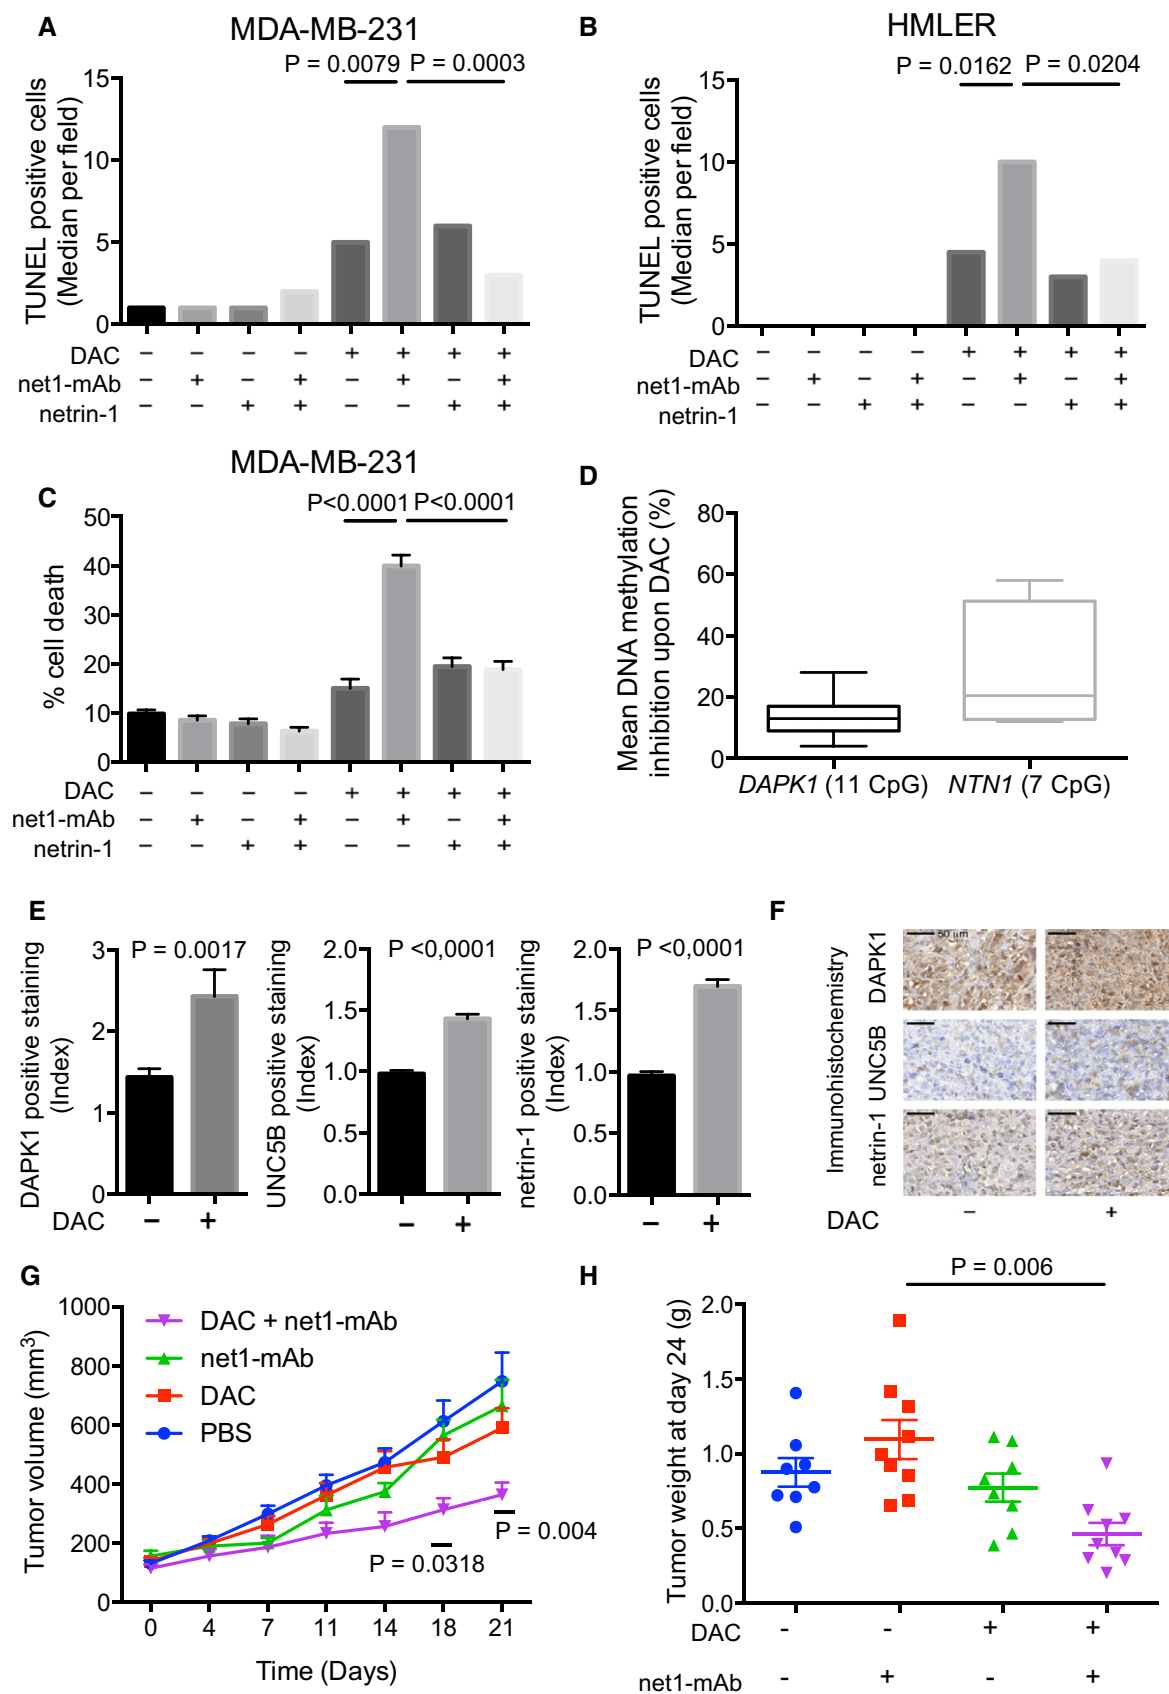 A
MDA-MB-231
P = 0.0079 P = 0.0003
TUNEL positive cells
(Median per field)
15
10
5
0
DAC – – – – + + + +
net1-mAb – + – + – + – +
netrin-1 – – + + – – + +
B
HMLER
P = 0.0162 P = 0.0204
TUNEL positive cells
(Median per field)
15
10
5
0
DAC – – – – + + + +
net1-mAb – + – + – + – +
netrin-1 – – + + – – + +
C
MDA-MB-231
P<0.0001 P<0.0001
% cell death
50
40
30
20
10
0
DAC – – – – + + + +
net1-mAb – + – + – + – +
netrin-1 – – + + – – + +
D
Mean DNA methylation
inhibition upon DAC (%)
80
60
40
20
0
DAPK1 (11 CpG) NTN1 (7 CpG)
E
DAPK1 positive staining
(Index)
P = 0.0017
3
2
1
0
DAC – +
UNC5B positive staining
(Index)
P <0,0001
2.0
1.5
1.0
0.5
0.0
– +
netrin-1 positive staining
(Index)
P <0,0001
2.0
1.5
1.0
0.5
0.0
– +
F
Immunohistochemistry
DAPK1
UNC5B
netrin-1
50 µm
DAC – +
G
Tumor volume (mm³)
1000
800
600
400
200
0
DAC + net1-mAb
net1-mAb
DAC
PBS
P = 0.0318
P = 0.004
0 4 7 11 14 18 21
Time (Days)
H
P = 0.006
Tumor weight at day 24 (g)
2.0
1.5
1.0
0.5
0.0
DAC - - + +
net1-mAb - + - +